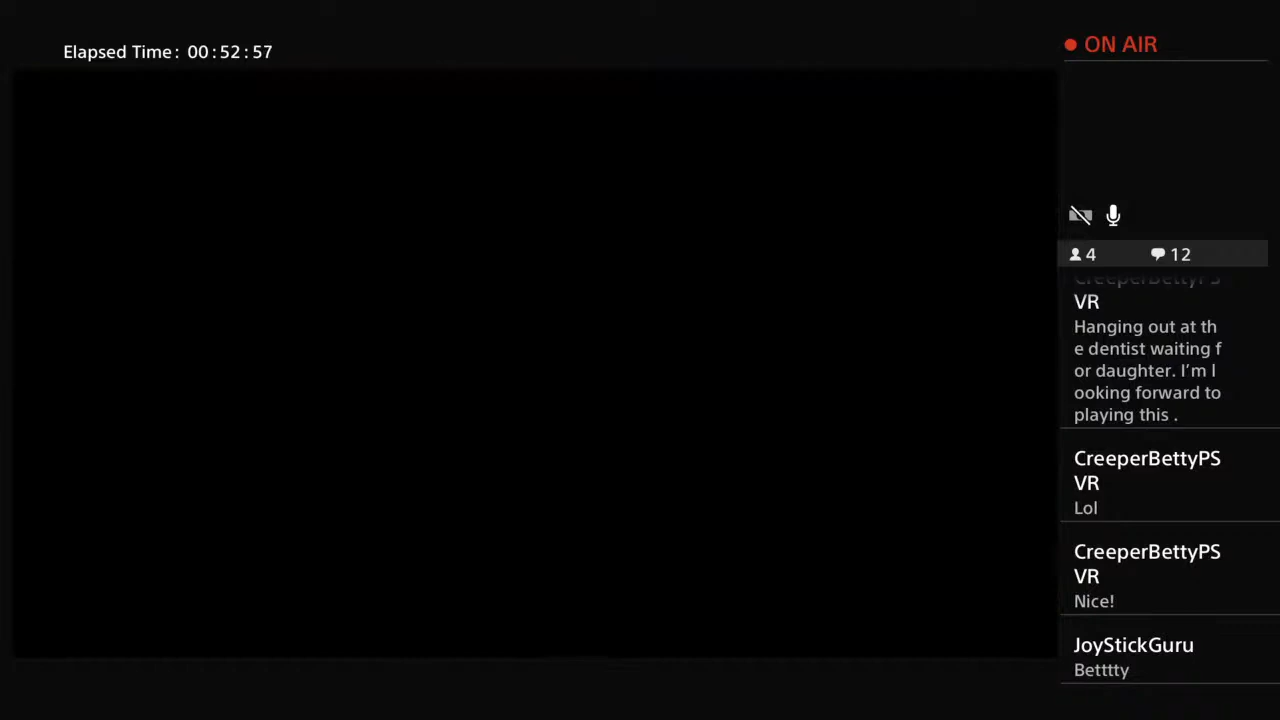 Elapsed Time: 00:52:57
ON AIR
4 12
CreeperBettyPS
VR
Hanging out at th
e dentist waiting f
or daughter. I'm l
ooking forward to
playing this .
CreeperBettyPS
VR
Lol
CreeperBettyPS
VR
Nice!
JoyStickGuru
Betttty